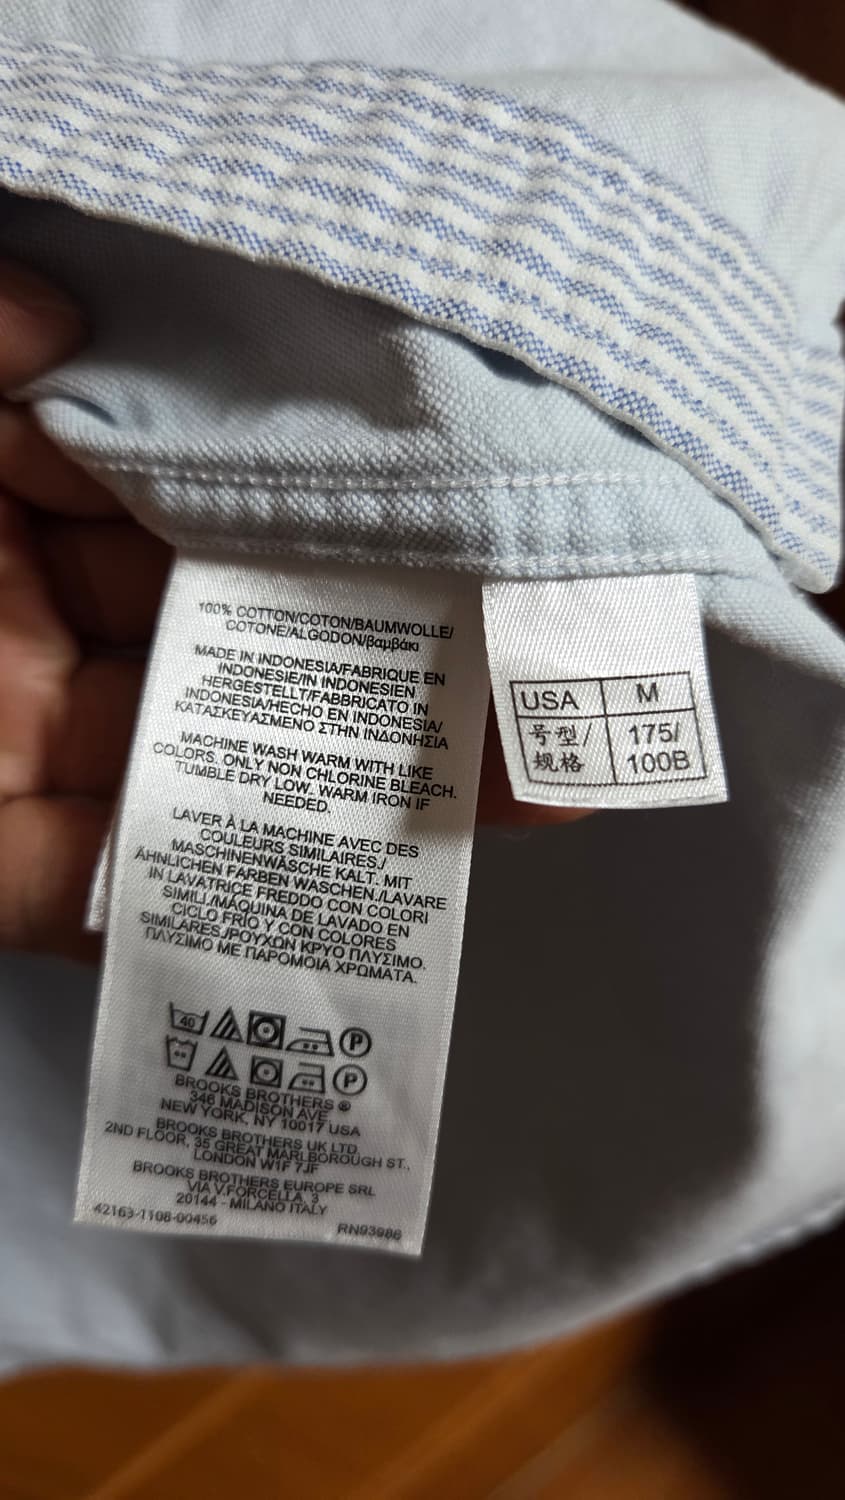 100% COTTON/COTON/BAUMWOLLE/
COTONE/ALGODON/Βαμβάκι
MADE IN INDONESIA/FABRIQUE EN
INDONESIE/IN INDONESIEN
HERGESTELLT/FABBRICATO IN
INDONESIA/HECHO EN INDONESIA/
ΚΑΤΑΣΚΕΥΑΣΜΕΝΟ ΣΤΗΝ ΙΝΔΟΝΗΣΙΑ
MACHINE WASH WARM WITH LIKE
COLORS. ONLY NON CHLORINE BLEACH.
TUMBLE DRY LOW. WARM IRON IF
NEEDED.
LAVER À LA MACHINE AVEC DES
COULEURS SIMILAIRES./
MASCHINENWÄSCHE KALT. MIT
ÄHNLICHEN FARBEN WASCHEN./LAVARE
IN LAVATRICE FREDDO CON COLORI
SIMILI./MÁQUINA DE LAVADO EN
CICLO FRÍO Y CON COLORES
SIMILARES./ΡΟΥΧΩΝ ΚΡΥΟ ΠΛΥΣΙΜΟ.
ΠΛΥΣΙΜΟ ΜΕ ΠΑΡΟΜΟΙΑ ΧΡΩΜΑΤΑ.
40 P
P
BROOKS BROTHERS ®
346 MADISON AVE
NEW YORK, NY 10017 USA
BROOKS BROTHERS UK LTD.
2ND FLOOR, 35 GREAT MARLBOROUGH ST.,
LONDON W1F 7JF
BROOKS BROTHERS EUROPE SRL
VIA V.FORCELLA, 3
20144 - MILANO ITALY
42163-1108-00456 RN93986
USA M
号型/ 175/
规格 100B